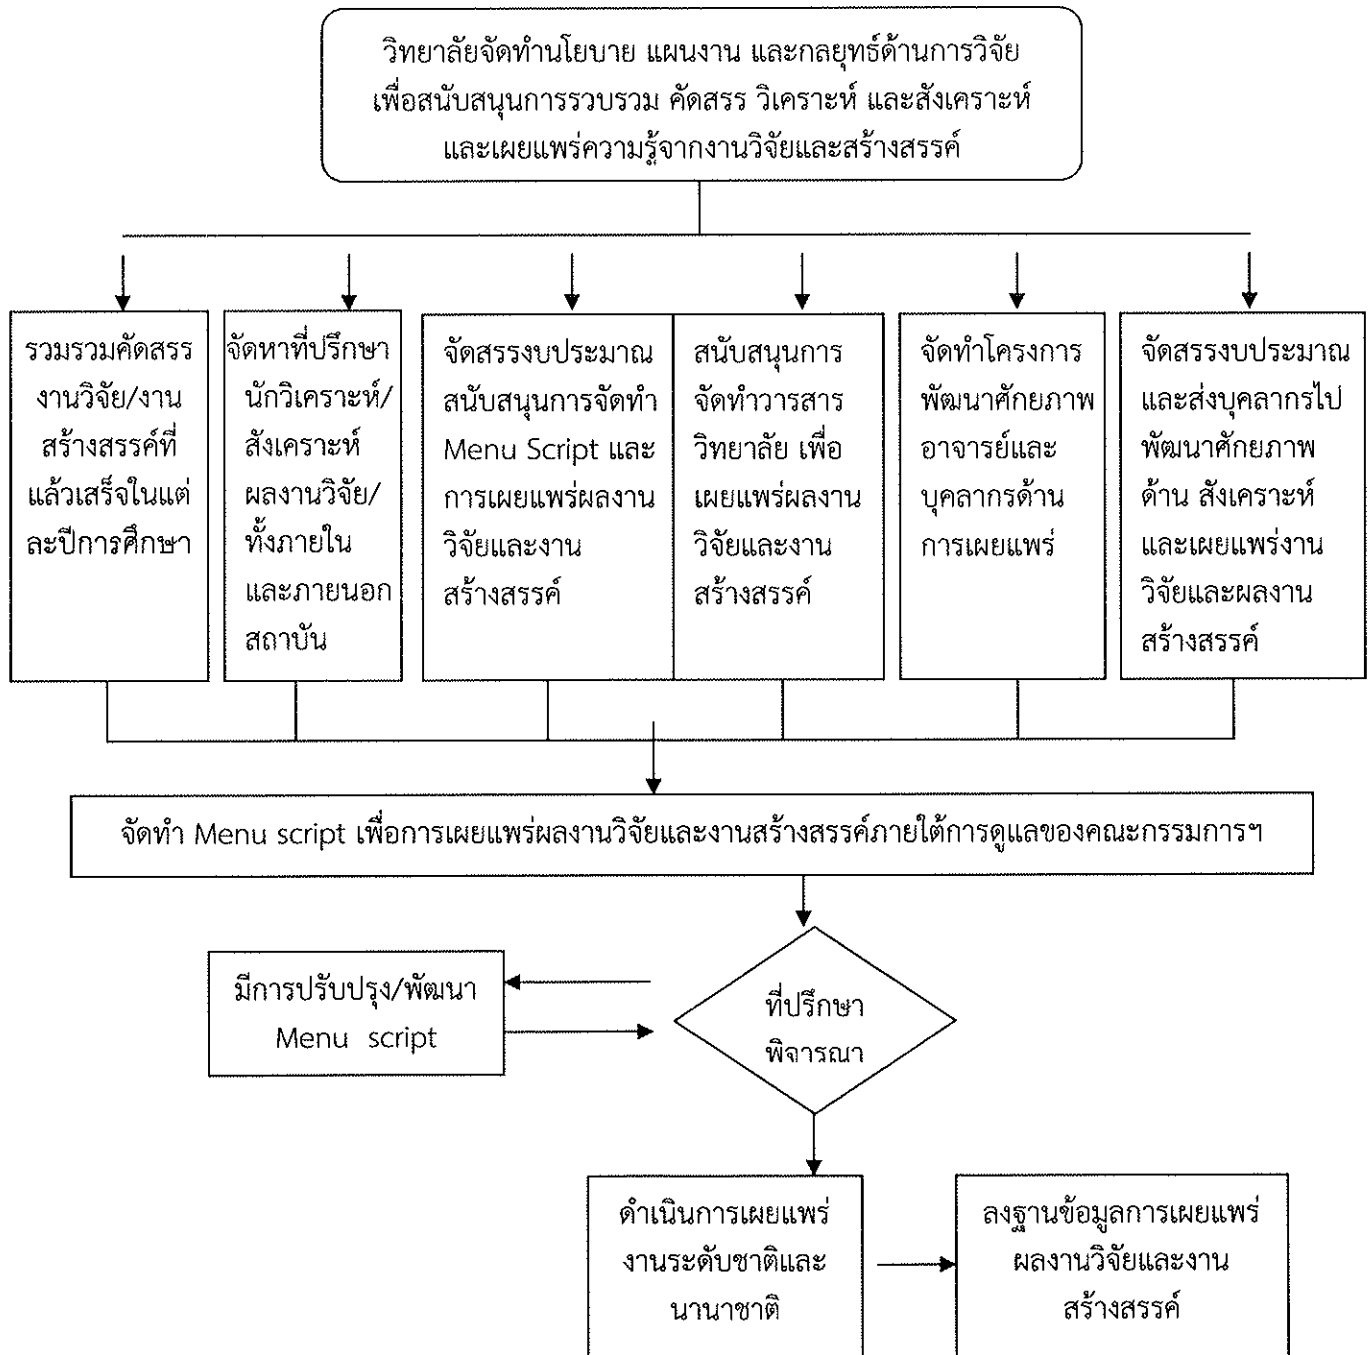 วิทยาลัยจัดทำนโยบาย แผนงาน และกลยุทธ์ด้านการวิจัย
เพื่อสนับสนุนการรวบรวม คัดสรร วิเคราะห์ และสังเคราะห์
และเผยแพร่ความรู้จากงานวิจัยและสร้างสรรค์
รวมรวมคัดสรร
งานวิจัย/งาน
สร้างสรรค์ที่
แล้วเสร็จในแต่
ละปีการศึกษา
จัดหาที่ปรึกษา
นักวิเคราะห์/
สังเคราะห์
ผลงานวิจัย/
ทั้งภายใน
และภายนอก
สถาบัน
จัดสรรงบประมาณ
สนับสนุนการจัดทำ
Menu Script และ
การเผยแพร่ผลงาน
วิจัยและงาน
สร้างสรรค์
สนับสนุนการ
จัดทำวารสาร
วิทยาลัย เพื่อ
เผยแพร่ผลงาน
วิจัยและงาน
สร้างสรรค์
จัดทำโครงการ
พัฒนาศักยภาพ
อาจารย์และ
บุคลากรด้าน
การเผยแพร่
จัดสรรงบประมาณ
และส่งบุคลากรไป
พัฒนาศักยภาพ
ด้าน สังเคราะห์
และเผยแพร่งาน
วิจัยและผลงาน
สร้างสรรค์
จัดทำ Menu script เพื่อการเผยแพร่ผลงานวิจัยและงานสร้างสรรค์ภายใต้การดูแลของคณะกรรมการฯ
มีการปรับปรุง/พัฒนา
Menu script
ที่ปรึกษา
พิจารณา
ดำเนินการเผยแพร่
งานระดับชาติและ
นานาชาติ
ลงฐานข้อมูลการเผยแพร่
ผลงานวิจัยและงาน
สร้างสรรค์